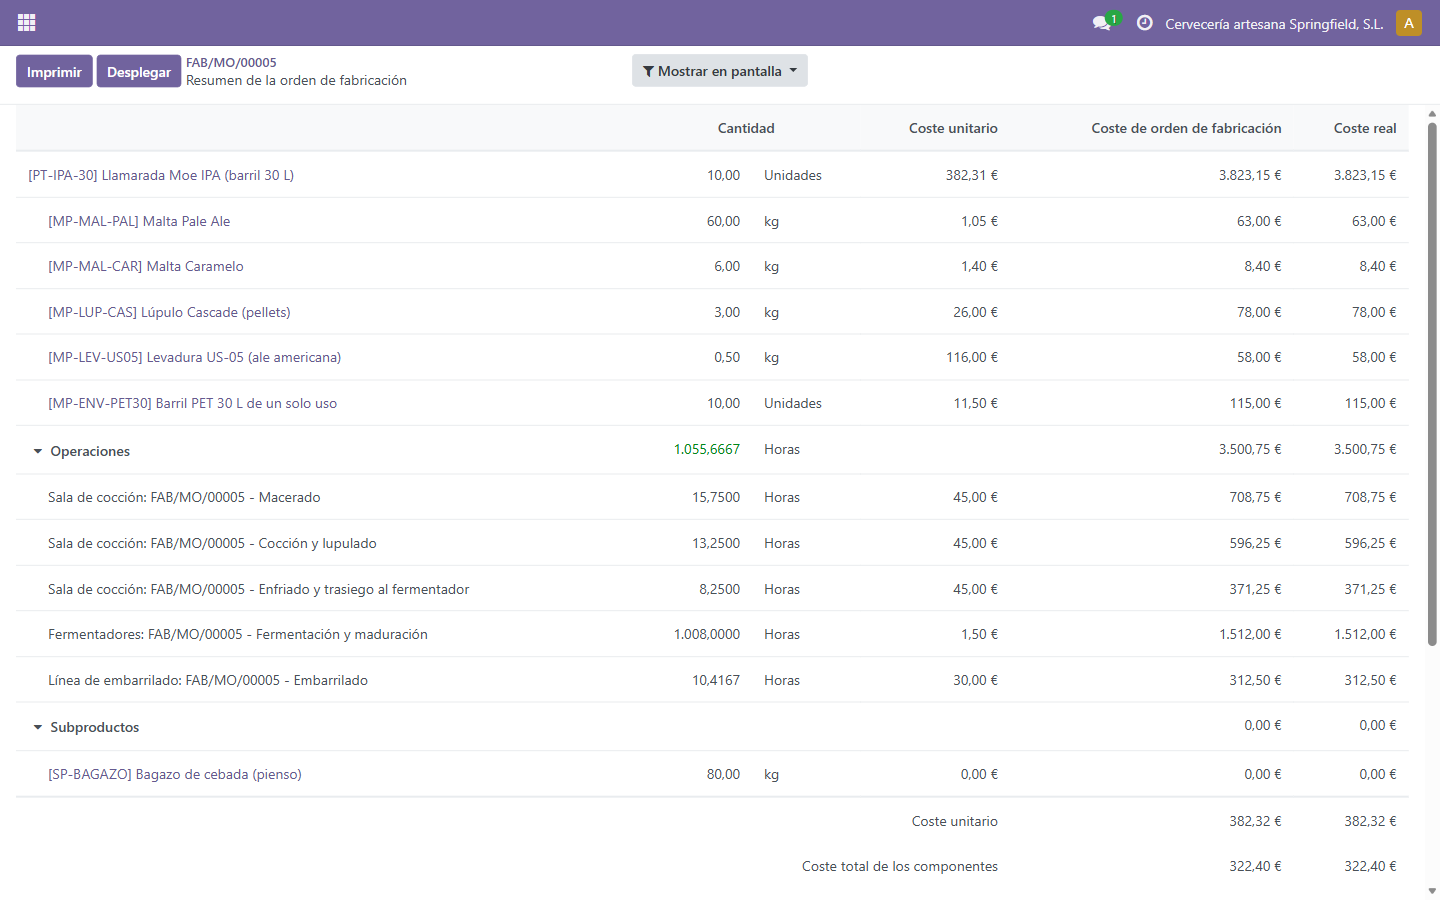 1
Cervecería artesana Springfield, S.L.
A
Imprimir
Desplegar
FAB/MO/00005
Resumen de la orden de fabricación
Mostrar en pantalla
Cantidad Coste unitario Coste de orden de fabricación Coste real
[PT-IPA-30] Llamarada Moe IPA (barril 30 L) 10,00 Unidades 382,31 € 3.823,15 € 3.823,15 €
[MP-MAL-PAL] Malta Pale Ale 60,00 kg 1,05 € 63,00 € 63,00 €
[MP-MAL-CAR] Malta Caramelo 6,00 kg 1,40 € 8,40 € 8,40 €
[MP-LUP-CAS] Lúpulo Cascade (pellets) 3,00 kg 26,00 € 78,00 € 78,00 €
[MP-LEV-US05] Levadura US-05 (ale americana) 0,50 kg 116,00 € 58,00 € 58,00 €
[MP-ENV-PET30] Barril PET 30 L de un solo uso 10,00 Unidades 11,50 € 115,00 € 115,00 €
Operaciones 1.055,6667 Horas 3.500,75 € 3.500,75 €
Sala de cocción: FAB/MO/00005 - Macerado 15,7500 Horas 45,00 € 708,75 € 708,75 €
Sala de cocción: FAB/MO/00005 - Cocción y lupulado 13,2500 Horas 45,00 € 596,25 € 596,25 €
Sala de cocción: FAB/MO/00005 - Enfriado y trasiego al fermentador 8,2500 Horas 45,00 € 371,25 € 371,25 €
Fermentadores: FAB/MO/00005 - Fermentación y maduración 1.008,0000 Horas 1,50 € 1.512,00 € 1.512,00 €
Línea de embarrilado: FAB/MO/00005 - Embarrilado 10,4167 Horas 30,00 € 312,50 € 312,50 €
Subproductos 0,00 € 0,00 €
[SP-BAGAZO] Bagazo de cebada (pienso) 80,00 kg 0,00 € 0,00 € 0,00 €
Coste unitario 382,32 € 382,32 €
Coste total de los componentes 322,40 € 322,40 €